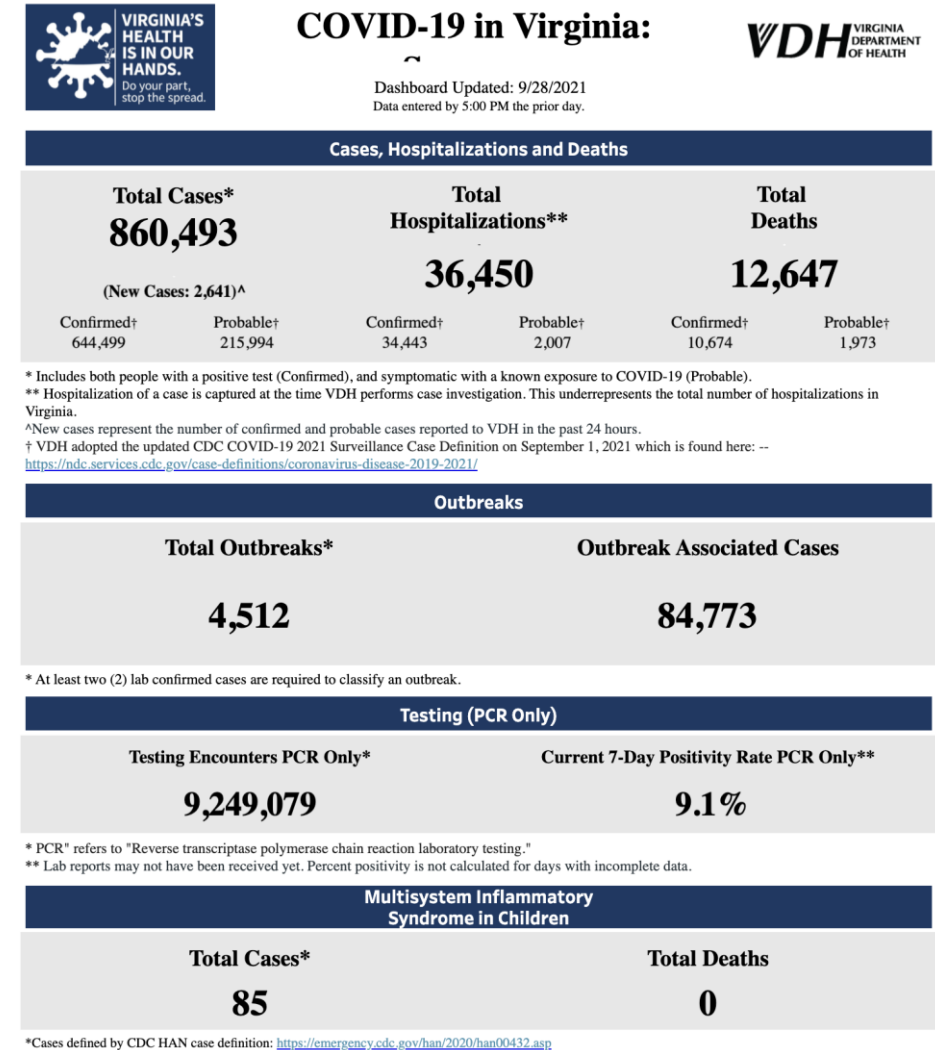 VIRGINIA'S
HEALTH
IS IN OUR
HANDS.
Do your part,
stop the spread.
COVID-19 in Virginia:
VDH VIRGINIA
DEPARTMENT
OF HEALTH
Dashboard Updated: 9/28/2021
Data entered by 5:00 PM the prior day.
Cases, Hospitalizations and Deaths
Total Cases*
860,493
(New Cases: 2,641)^
Confirmed† Probable†
644,499 215,994
Total
Hospitalizations**
36,450
Confirmed† Probable†
34,443 2,007
Total
Deaths
12,647
Confirmed† Probable†
10,674 1,973
* Includes both people with a positive test (Confirmed), and symptomatic with a known exposure to COVID-19 (Probable).
** Hospitalization of a case is captured at the time VDH performs case investigation. This underrepresents the total number of hospitalizations in
Virginia.
^New cases represent the number of confirmed and probable cases reported to VDH in the past 24 hours.
† VDH adopted the updated CDC COVID-19 2021 Surveillance Case Definition on September 1, 2021 which is found here: --
https://ndc.services.cdc.gov/case-definitions/coronavirus-disease-2019-2021/
Outbreaks
Total Outbreaks*
4,512
Outbreak Associated Cases
84,773
* At least two (2) lab confirmed cases are required to classify an outbreak.
Testing (PCR Only)
Testing Encounters PCR Only*
9,249,079
Current 7-Day Positivity Rate PCR Only**
9.1%
* PCR" refers to "Reverse transcriptase polymerase chain reaction laboratory testing."
** Lab reports may not have been received yet. Percent positivity is not calculated for days with incomplete data.
Multisystem Inflammatory
Syndrome in Children
Total Cases*
85
Total Deaths
0
*Cases defined by CDC HAN case definition: https://emergency.cdc.gov/han/2020/han00432.asp